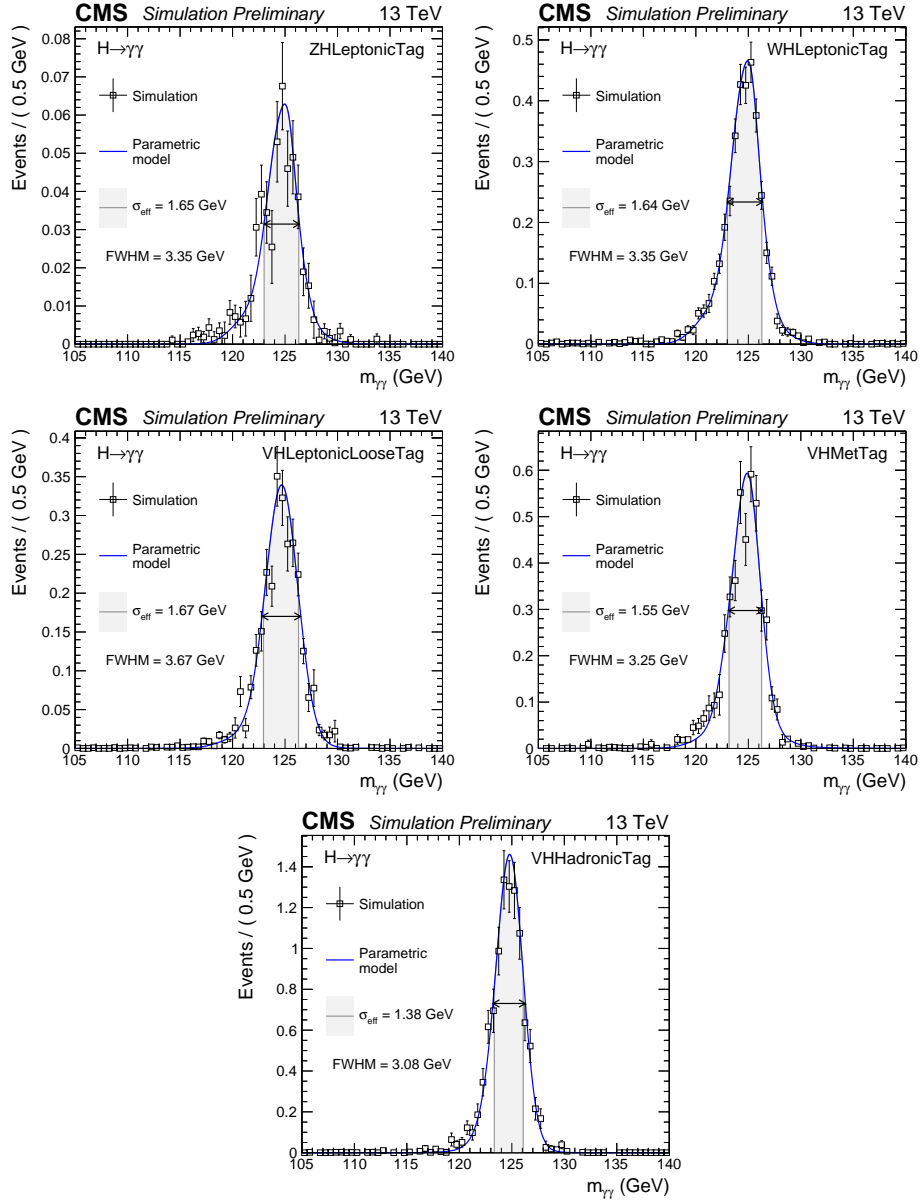 CMS Simulation Preliminary 13 TeV
Events / ( 0.5 GeV )
H→γγ ZHLeptonicTag
Simulation
Parametric
model
σeff = 1.65 GeV
FWHM = 3.35 GeV
0.08
0.07
0.06
0.05
0.04
0.03
0.02
0.01
0
105 110 115 120 125 130 135 140
mγγ (GeV)
CMS Simulation Preliminary 13 TeV
Events / ( 0.5 GeV )
H→γγ WHLeptonicTag
Simulation
Parametric
model
σeff = 1.64 GeV
FWHM = 3.35 GeV
0.5
0.4
0.3
0.2
0.1
0
105 110 115 120 125 130 135 140
mγγ (GeV)
CMS Simulation Preliminary 13 TeV
Events / ( 0.5 GeV )
H→γγ VHLeptonicLooseTag
Simulation
Parametric
model
σeff = 1.67 GeV
FWHM = 3.67 GeV
0.4
0.35
0.3
0.25
0.2
0.15
0.1
0.05
0
105 110 115 120 125 130 135 140
mγγ (GeV)
CMS Simulation Preliminary 13 TeV
Events / ( 0.5 GeV )
H→γγ VHMetTag
Simulation
Parametric
model
σeff = 1.55 GeV
FWHM = 3.25 GeV
0.6
0.5
0.4
0.3
0.2
0.1
0
105 110 115 120 125 130 135 140
mγγ (GeV)
CMS Simulation Preliminary 13 TeV
Events / ( 0.5 GeV )
H→γγ VHHadronicTag
Simulation
Parametric
model
σeff = 1.38 GeV
FWHM = 3.08 GeV
1.4
1.2
1
0.8
0.6
0.4
0.2
0
105 110 115 120 125 130 135 140
mγγ (GeV)